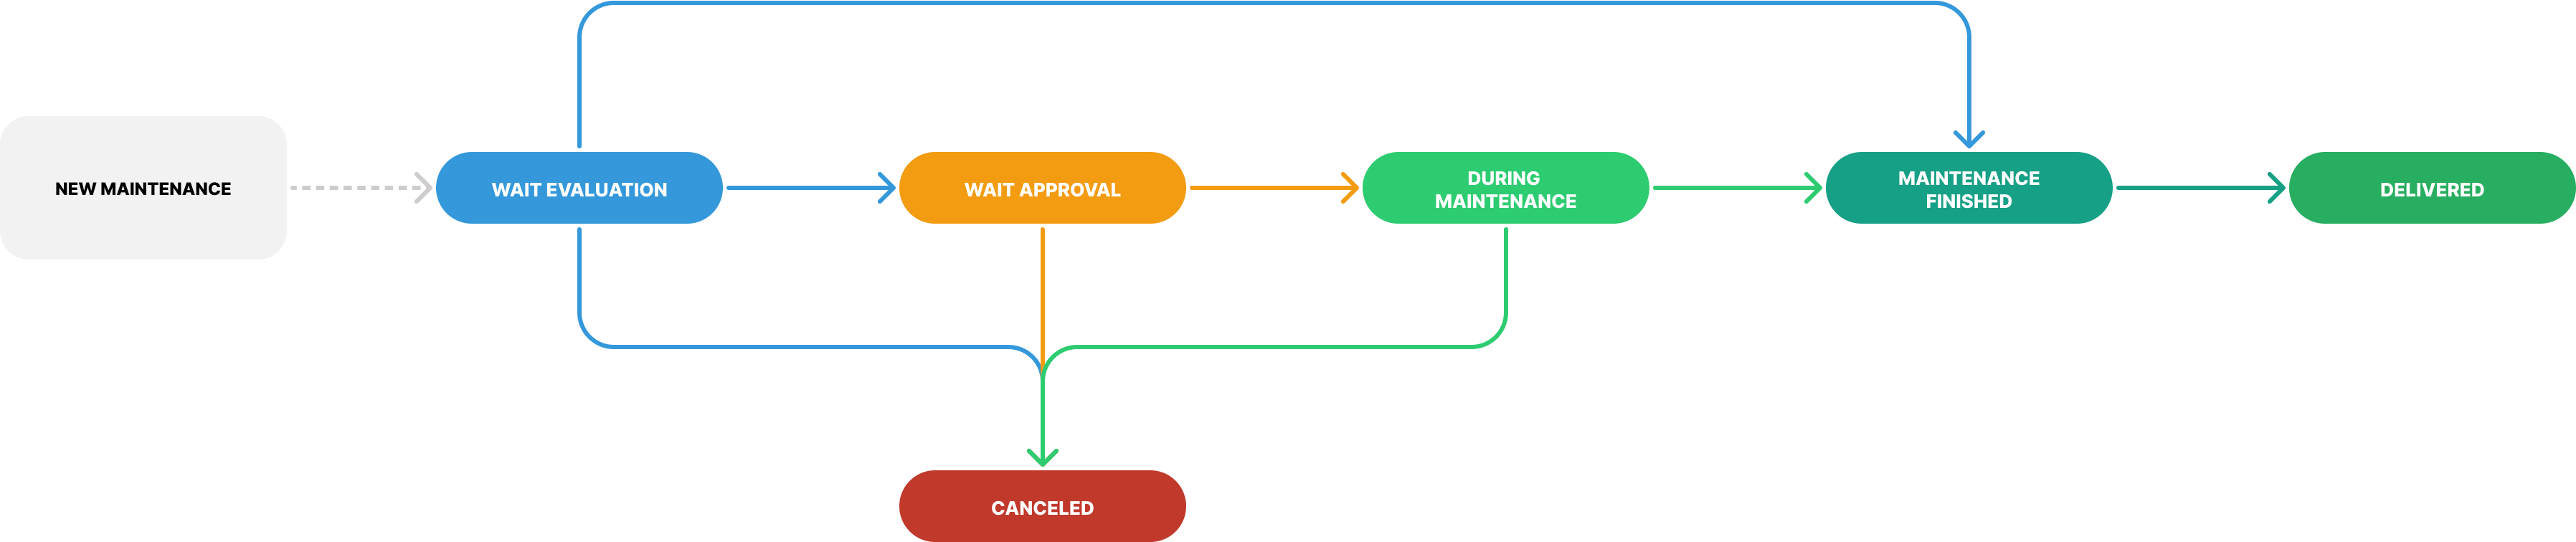 NEW MAINTENANCE
WAIT EVALUATION
WAIT APPROVAL
DURING
MAINTENANCE
MAINTENANCE
FINISHED
DELIVERED
CANCELED